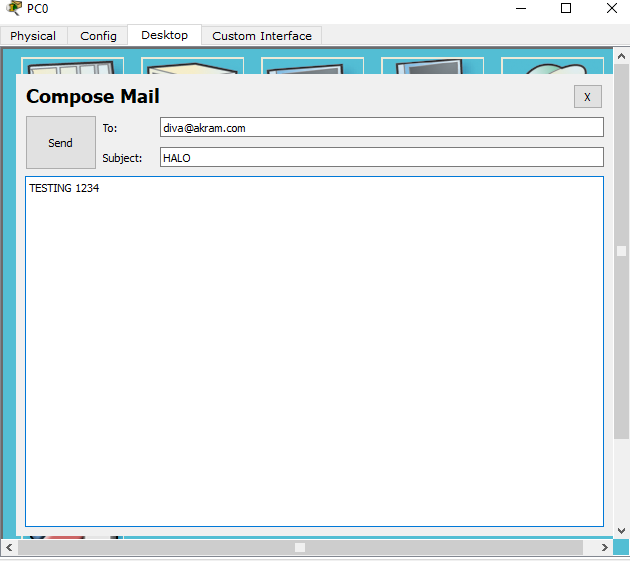 PC0
Physical Config Desktop Custom Interface
Compose Mail
X
Send
To: diva@akram.com
Subject: HALO
TESTING 1234